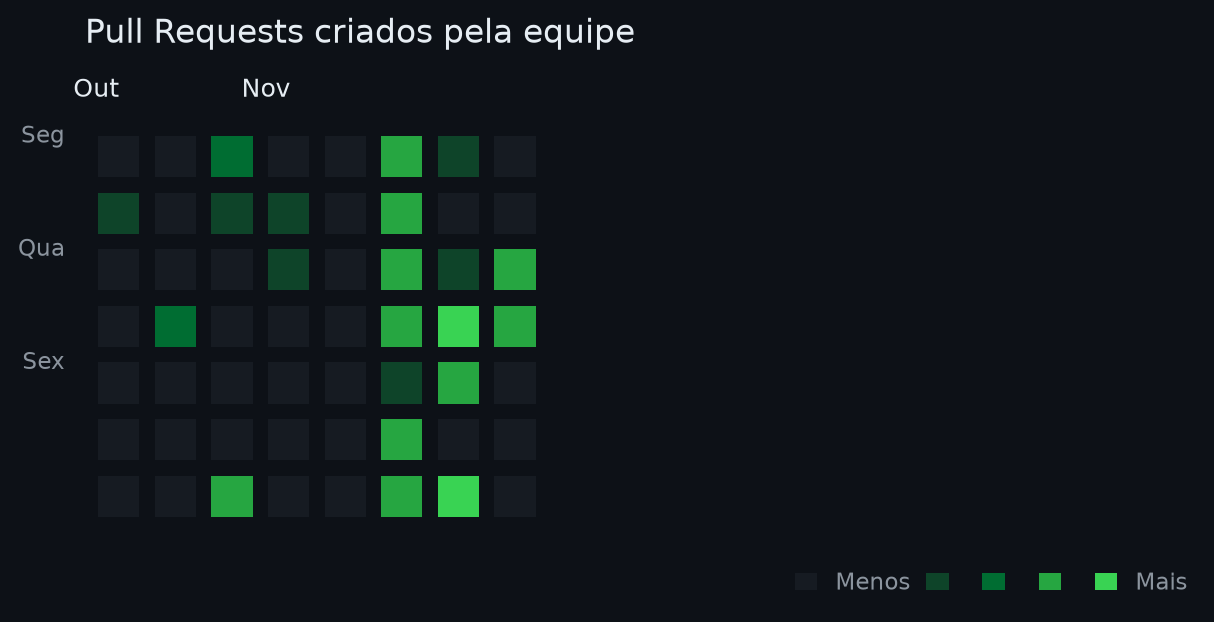 Pull Requests criados pela equipe
Out Nov
Seg
Qua
Sex
Menos Mais